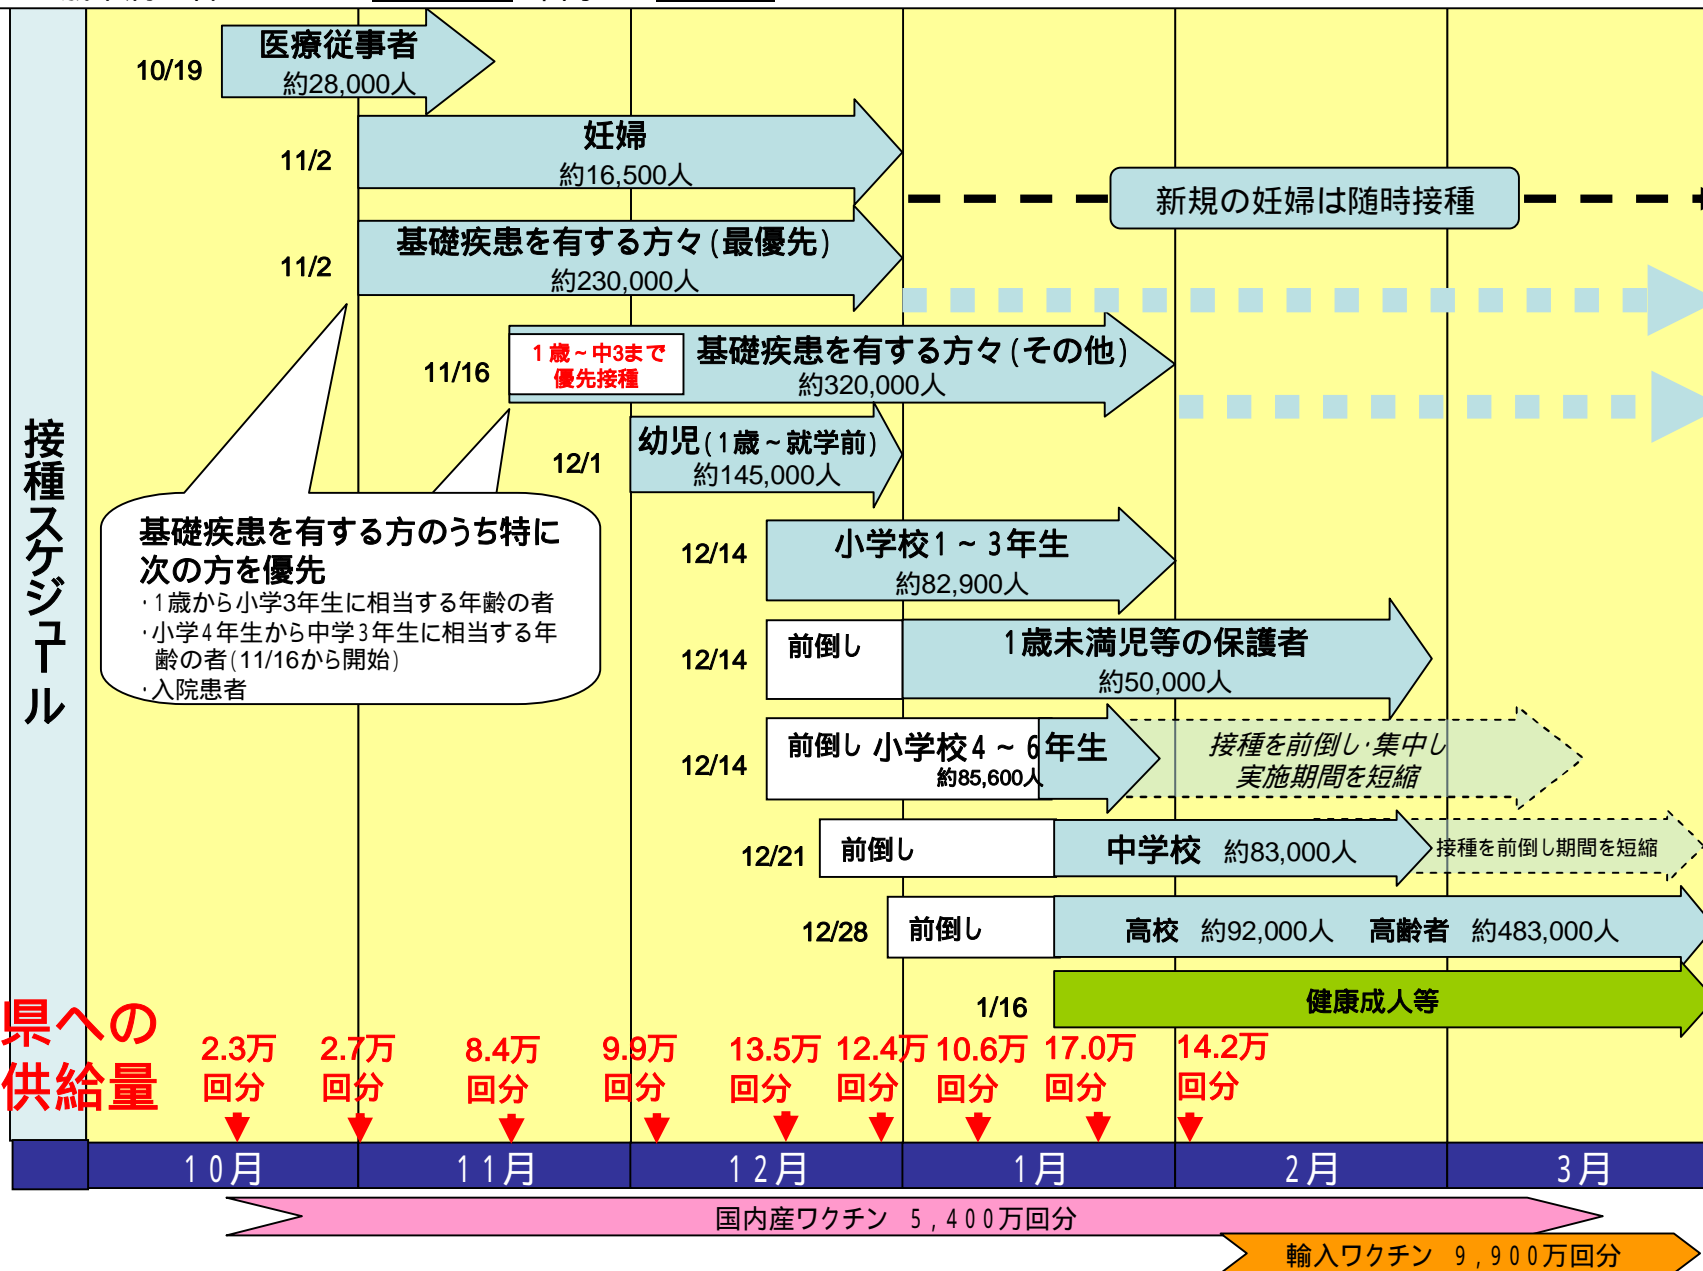 接種スケジュール
10/19
医療従事者
約28,000人
11/2
妊婦
約16,500人
新規の妊婦は随時接種
11/2
基礎疾患を有する方々(最優先)
約230,000人
11/16
1歳~中3まで
優先接種
基礎疾患を有する方々(その他)
約320,000人
12/1
幼児(1歳~就学前)
約145,000人
基礎疾患を有する方のうち特に
次の方を優先
・1歳から小学3年生に相当する年齢の者
・小学4年生から中学3年生に相当する年
齢の者(11/16から開始)
・入院患者
12/14
小学校1~3年生
約82,900人
12/14
前倒し
1歳未満児等の保護者
約50,000人
12/14
前倒し 小学校4~6年生
約85,600人
接種を前倒し・集中し
実施期間を短縮
12/21
前倒し
中学校 約83,000人
接種を前倒し期間を短縮
12/28
前倒し
高校 約92,000人 高齢者 約483,000人
1/16
健康成人等
県への
供給量
2.3万
回分
2.7万
回分
8.4万
回分
9.9万
回分
13.5万
回分
12.4万
回分
10.6万
回分
17.0万
回分
14.2万
回分
10月 11月 12月 1月 2月 3月
国内産ワクチン 5,400万回分
輸入ワクチン 9,900万回分